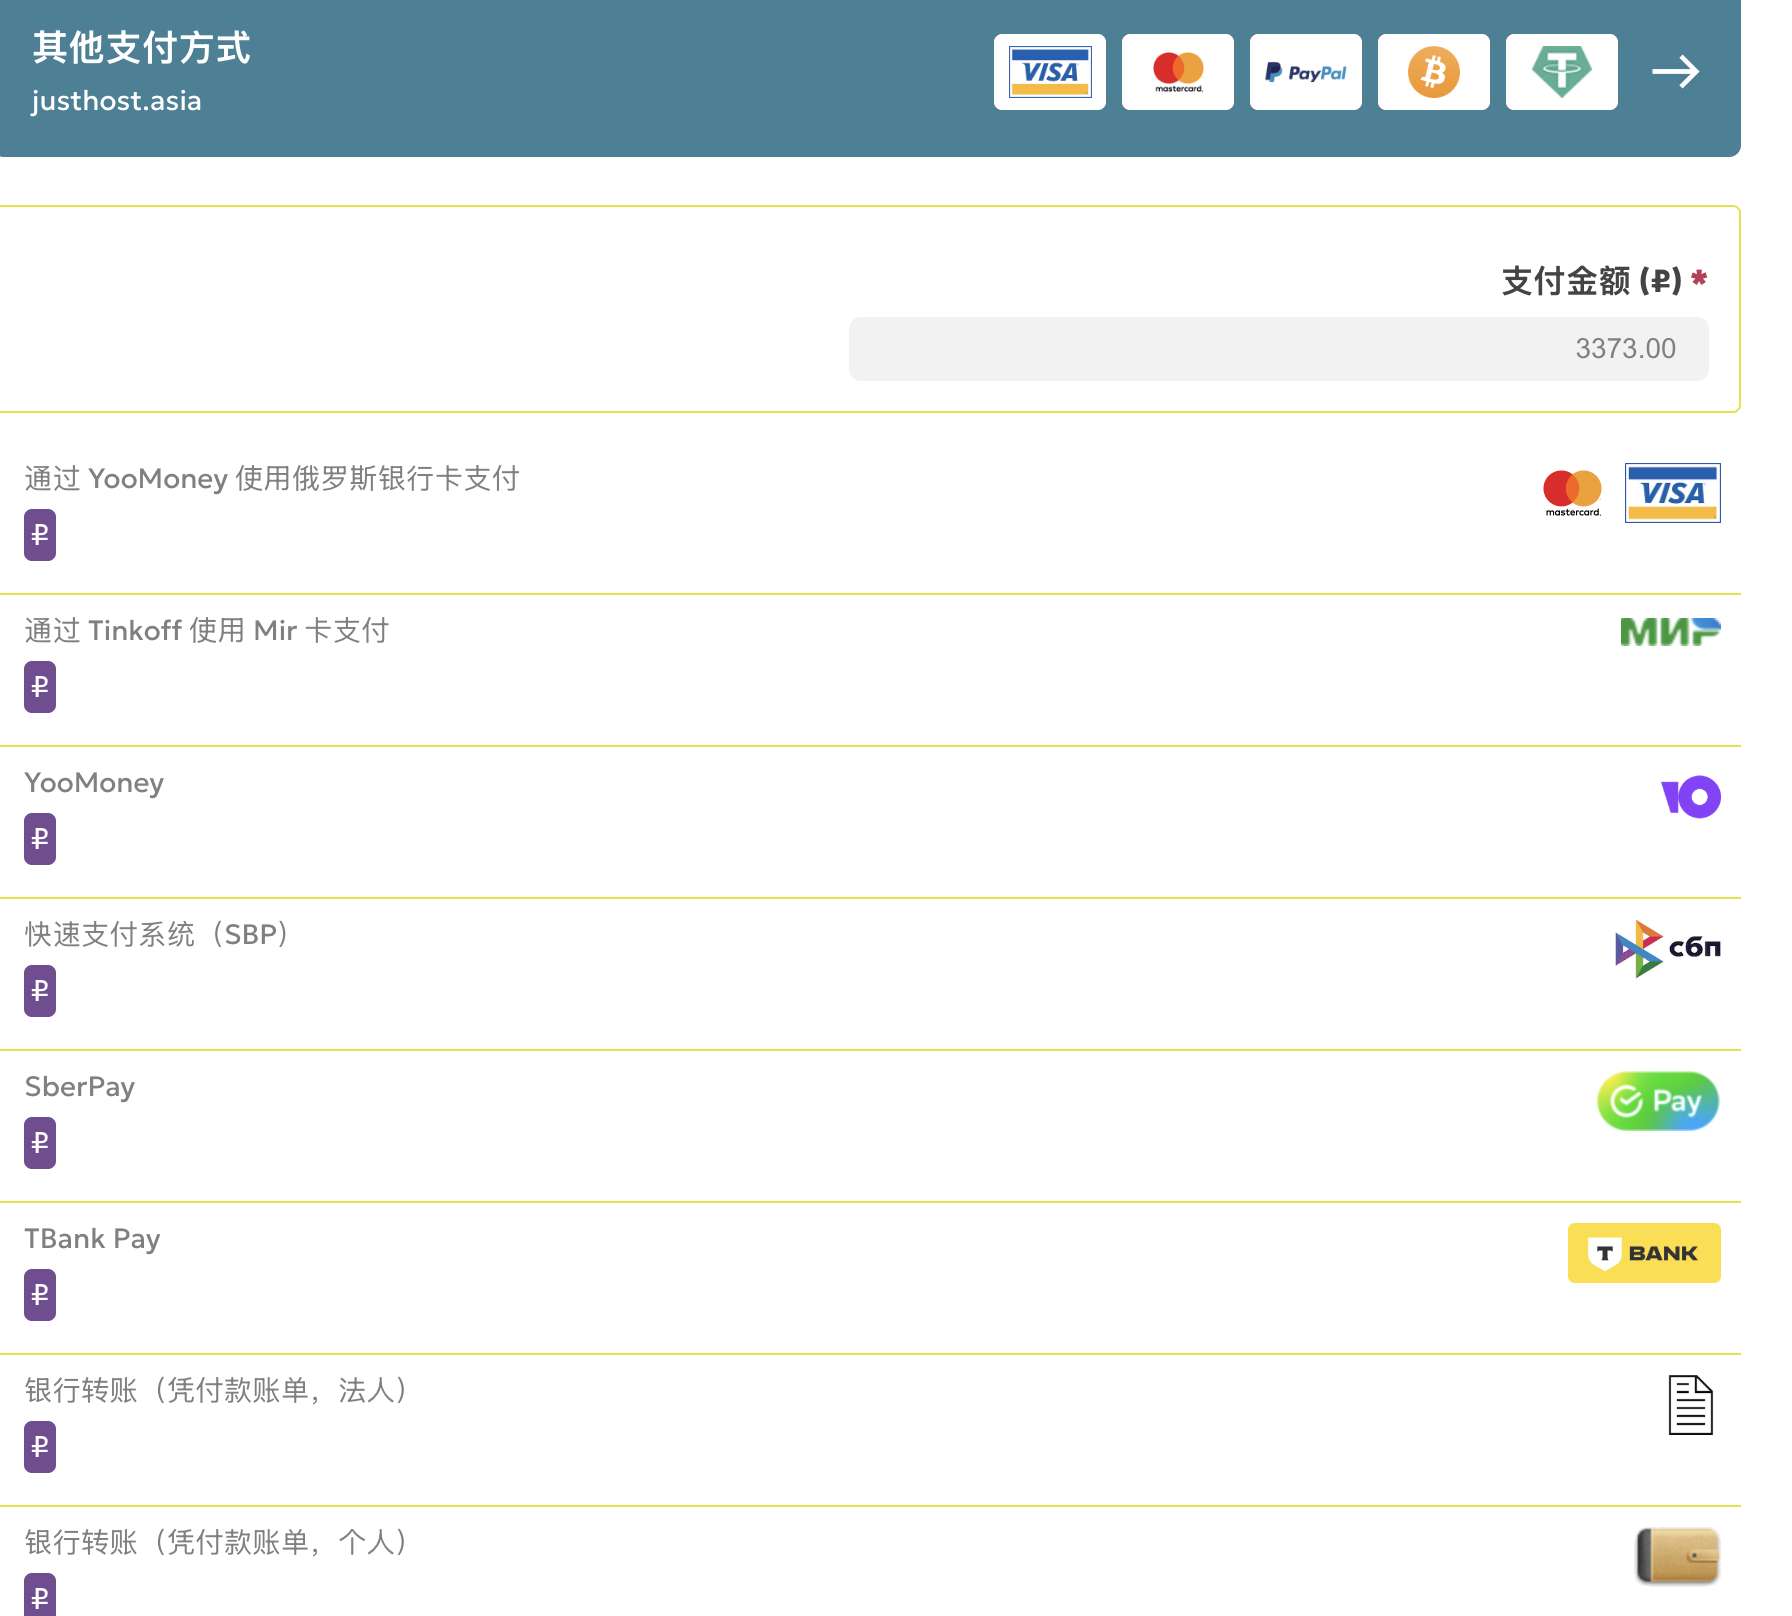 其他支付方式
justhost.asia
VISA
mastercard.
PayPal
支付金额 (₽) *
3373.00
通过 YooMoney 使用俄罗斯银行卡支付
mastercard.
VISA
₽
通过 Tinkoff 使用 Mir 卡支付
МИР
₽
YooMoney
Ю
₽
快速支付系统（SBP）
сбп
₽
SberPay
Pay
₽
TBank Pay
T BANK
₽
银行转账（凭付款账单，法人）
₽
银行转账（凭付款账单，个人）
₽